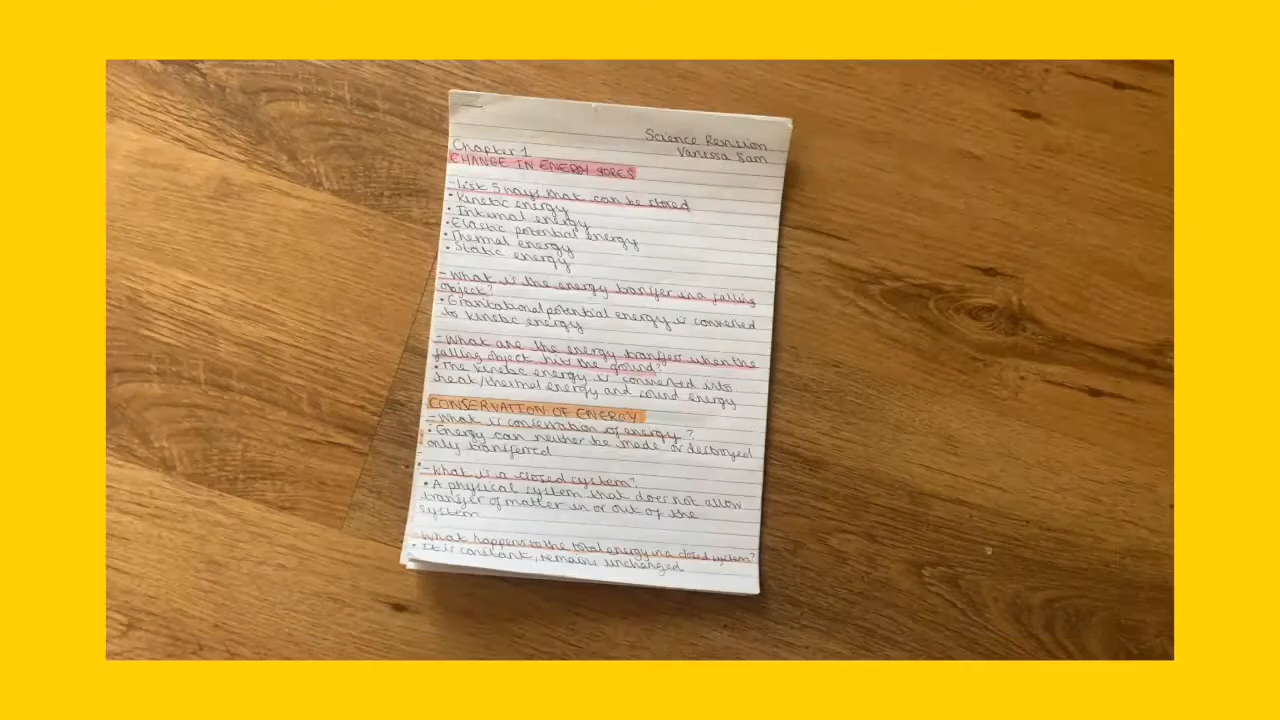 Science Revision
Vanessa Sam
Chapter 1
CHANGE IN ENERGY SORES
- List 5 ways that can be stored
• Kinetic energy
• Internal energy
• Elastic potential energy
• Thermal energy
• Static energy
- What is the energy transfer in a falling
object?
• Gravitational potential energy is converted
to kinetic energy
- What are the energy transfers when the
falling object hit the ground?
• The kinetic energy is converted into
heat/thermal energy and sound energy
CONSERVATION OF ENERGY
- What is conservation of energy?
• Energy can neither be made or destroyed
only transferred
- What is a closed system?
• A physical system that does not allow
transfer of matter in or out of the
system
What happens to the total energy in a closed system?
• It is constant, remains unchanged